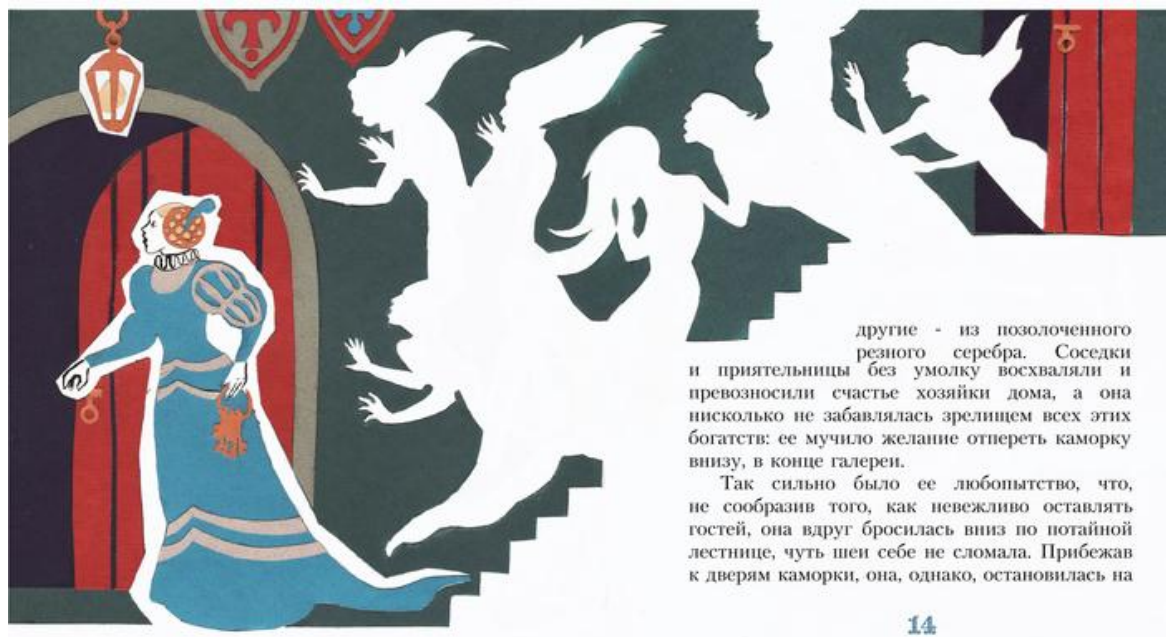 другие - из позолоченного
резного серебра. Соседки
и приятельницы без умолку восхваляли и
превозносили счастье хозяйки дома, а она
нисколько не забавлялась зрелищем всех этих
богатств: ее мучило желание отпереть каморку
внизу, в конце галереи.
Так сильно было ее любопытство, что,
не сообразив того, как невежливо оставлять
гостей, она вдруг бросилась вниз по потайной
лестнице, чуть шеи себе не сломала. Прибежав
к дверям каморки, она, однако, остановилась на
14